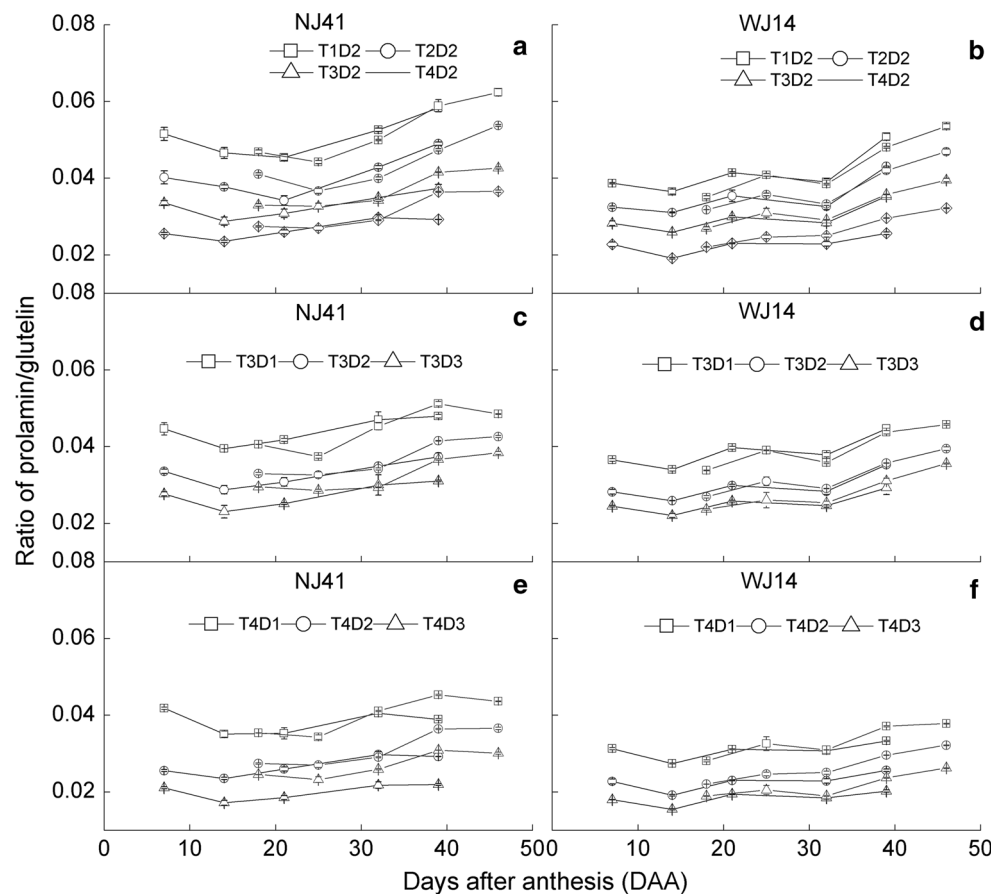 NJ41
WJ14
0.08
a
b
T1D2 T2D2
T3D2 T4D2
T1D2 T2D2
T3D2 T4D2
0.06
0.04
0.02
0.08
NJ41
WJ14
c
d
T3D1 T3D2 T3D3
T3D1 T3D2 T3D3
0.06
0.04
0.02
0.08
NJ41
WJ14
e
f
T4D1 T4D2 T4D3
T4D1 T4D2 T4D3
0.06
0.04
0.02
Ratio of prolamin/glutelin
0 10 20 30 40 50 0 10 20 30 40 50
Days after anthesis (DAA)